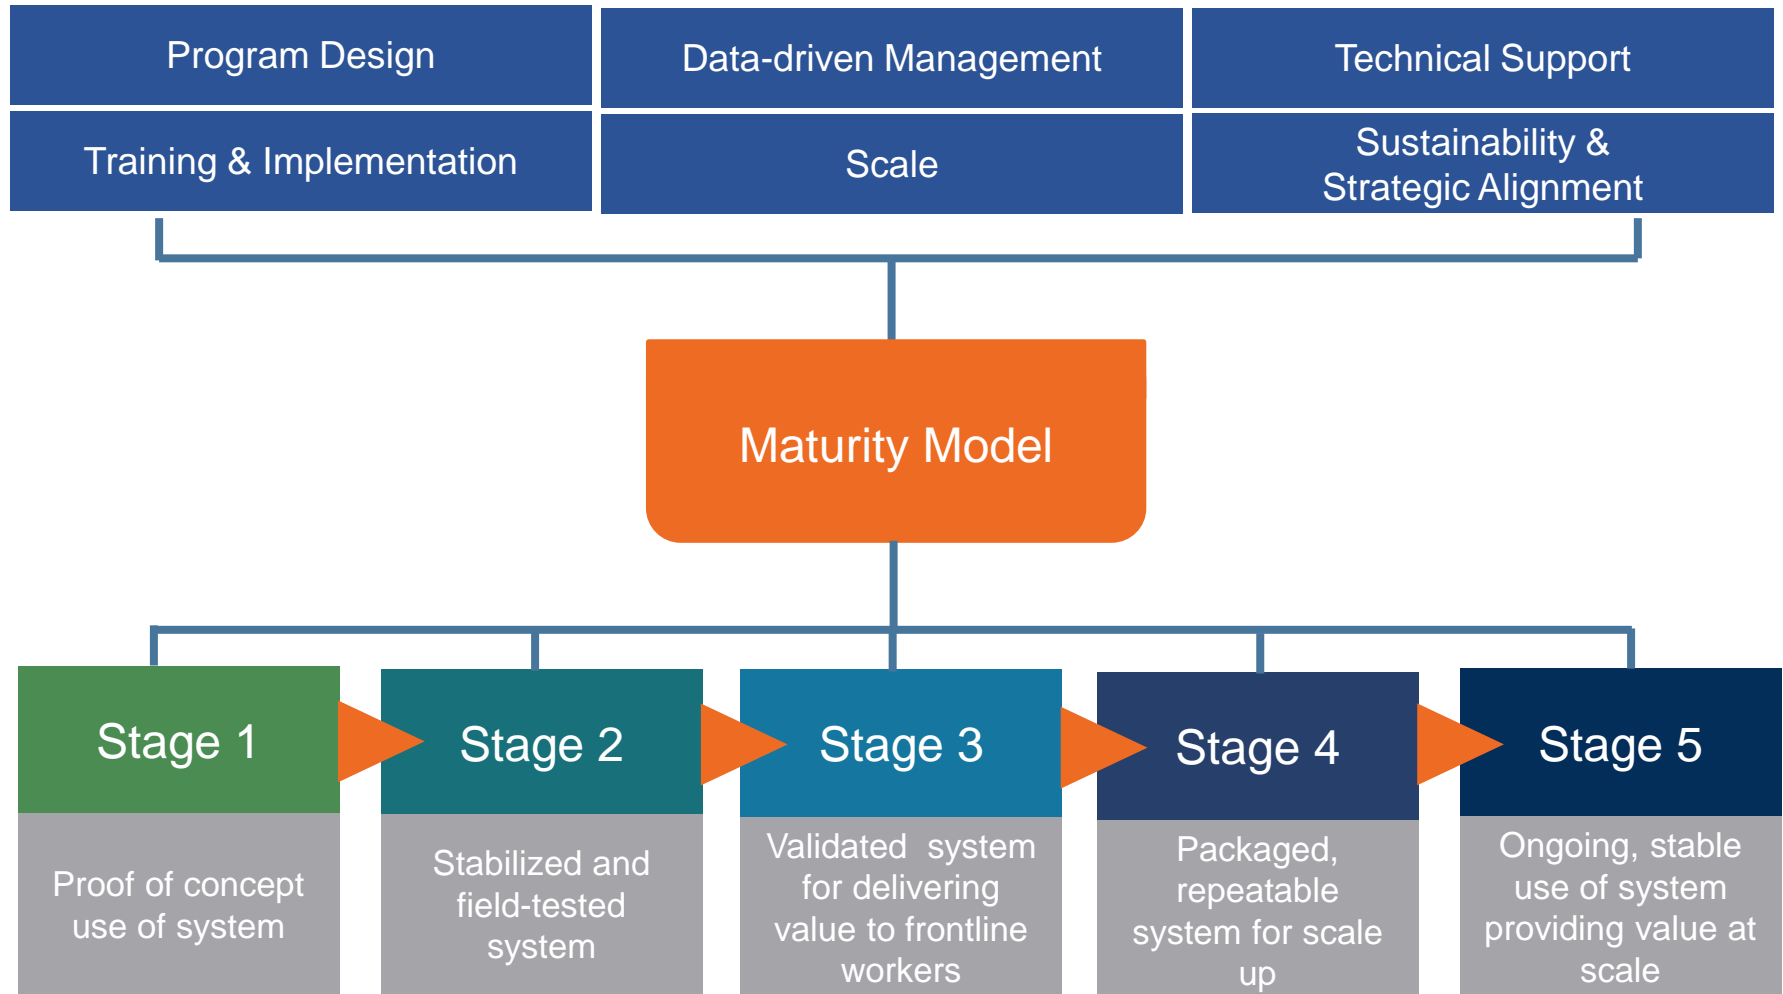 Program Design
Data-driven Management
Technical Support
Training & Implementation
Scale
Sustainability &
Strategic Alignment
Maturity Model
Stage 1
Stage 2
Stage 3
Stage 4
Stage 5
Proof of concept
use of system
Stabilized and
field-tested
system
Validated  system
for delivering
value to frontline
workers
Packaged,
repeatable
system for scale
up
Ongoing, stable
use of system
providing value at
scale